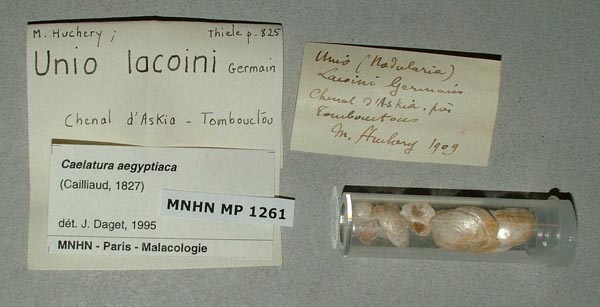 M. Huchery ; Thiele p. 825
Unio lacoini Germain
Chenal d'Askia - Tombouctou
Caelatura aegyptiaca
(Cailliaud, 1827)
dét. J. Daget, 1995
MNHN - Paris - Malacologie
MNHN MP 1261
Unio (Nodularia)
Lacoini Germain
Chenal d'Askia, près
Tombouctou
M. Huchery 1909